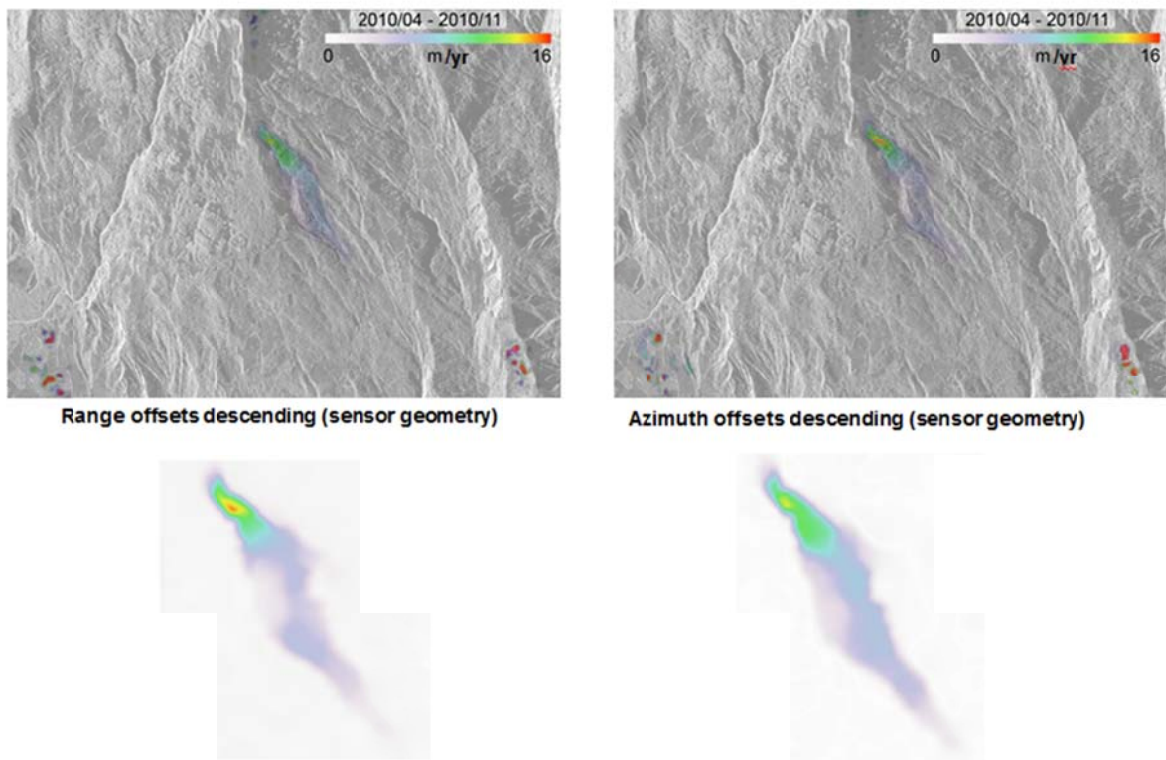 2010/04 - 2010/11
0 m/yr 16
2010/04 - 2010/11
0 m/yr 16
Range offsets descending (sensor geometry)
Azimuth offsets descending (sensor geometry)